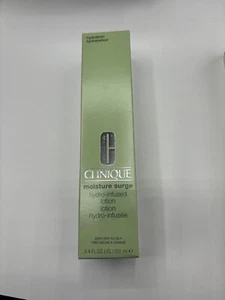 hydration
hydratation
CLINIQUE
moisture surge
hydro-infused
lotion
lotion
hydro-infusée